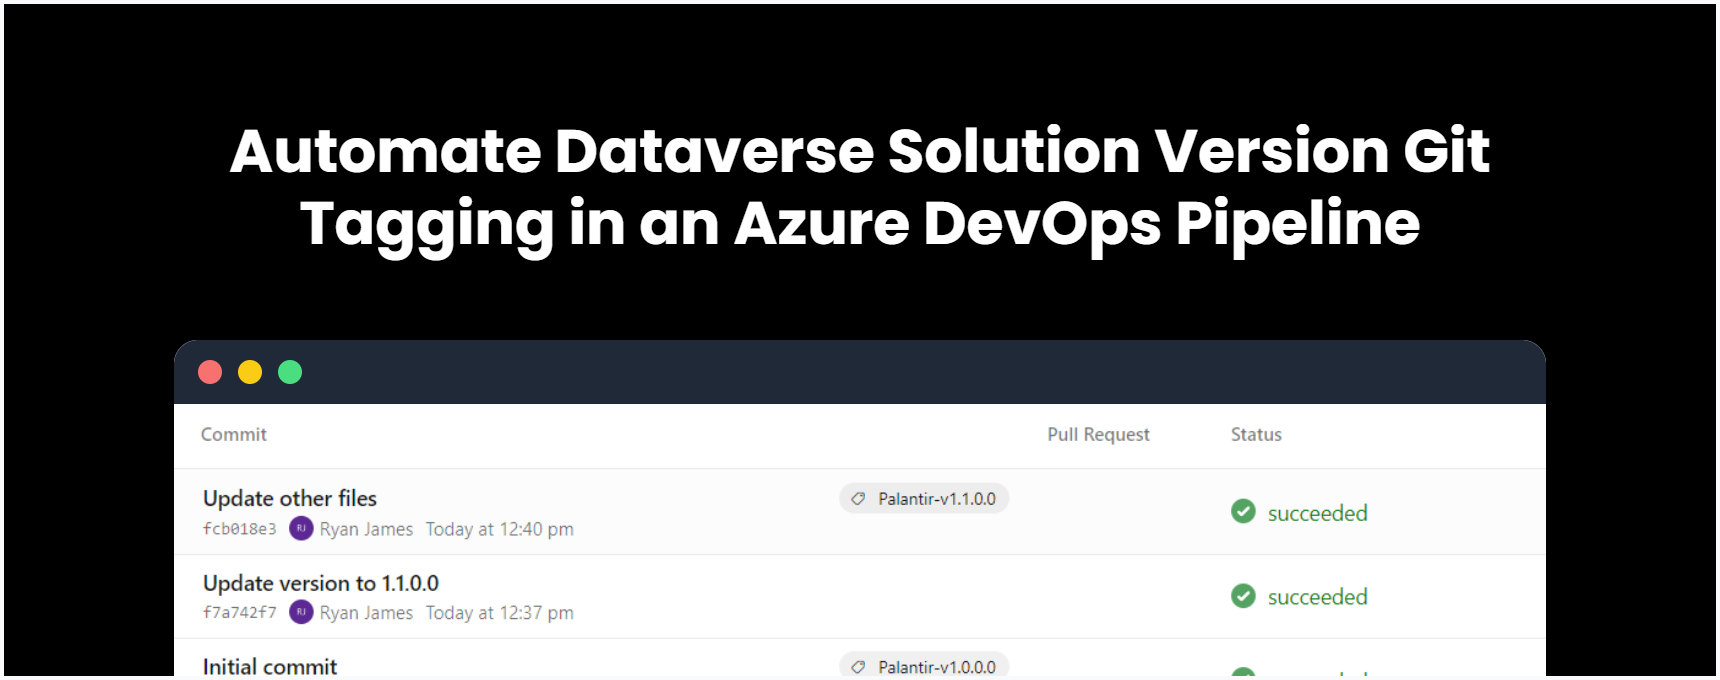 Automate Dataverse Solution Version Git
Tagging in an Azure DevOps Pipeline
Commit Pull Request Status
Update other files Palantir-v1.1.0.0
fcb018e3 RJ Ryan James Today at 12:40 pm succeeded
Update version to 1.1.0.0
f7a742f7 RJ Ryan James Today at 12:37 pm succeeded
Initial commit Palantir-v1.0.0.0